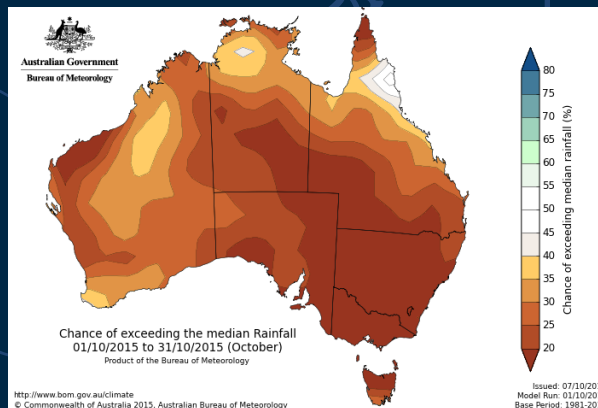 Australian Government
Bureau of Meteorology
80
75
70
65
60
55
50
45
40
35
30
25
20
Chance of exceeding median rainfall (%)
Chance of exceeding the median Rainfall
01/10/2015 to 31/10/2015 (October)
Product of the Bureau of Meteorology
http://www.bom.gov.au/climate
© Commonwealth of Australia 2015, Australian Bureau of Meteorology
Issued: 07/10/20
Model Run: 01/10/20
Base Period: 1981-20